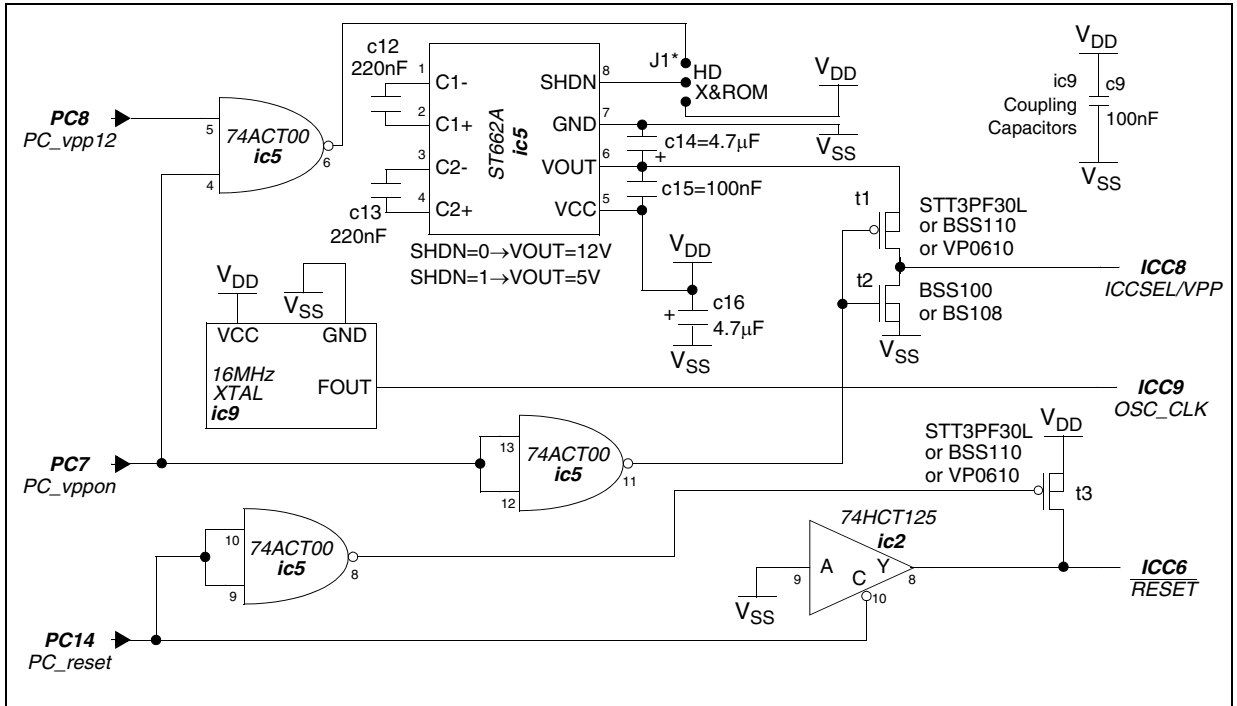 PC8
PC_vpp12
5
4
74ACT00
ic5
6
c12
220nF
c13
220nF
1
2
3
4
C1-
C1+
C2-
C2+
ST662A
ic5
SHDN
GND
VOUT
VCC
8
7
6
5
SHDN=0→VOUT=12V
SHDN=1→VOUT=5V
J1*
HD
X&ROM
VDD
VSS
c14=4.7µF
+
c15=100nF
VDD
+
c16
4.7µF
VSS
VDD
ic9
Coupling
Capacitors
c9
100nF
VSS
t1
STT3PF30L
or BSS110
or VP0610
t2
BSS100
or BS108
VSS
ICC8
ICCSEL/VPP
VDD
VSS
VCC
GND
16MHz
XTAL
ic9
FOUT
ICC9
OSC_CLK
PC7
PC_vppon
13
12
74ACT00
ic5
11
STT3PF30L
or BSS110
or VP0610
VDD
t3
10
9
74ACT00
ic5
8
74HCT125
ic2
A
C
Y
9
10
8
VSS
ICC6
RESET
PC14
PC_reset